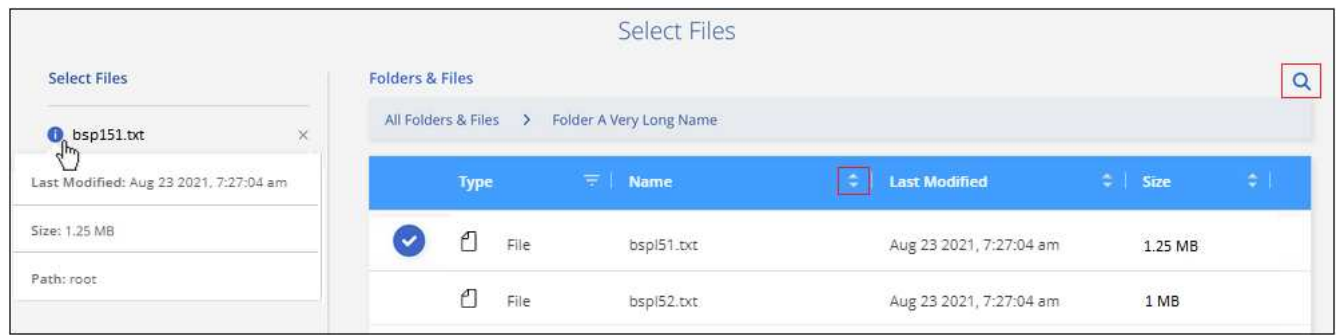 Select Files
Select Files
bsp151.txt
Last Modified: Aug 23 2021, 7:27:04 am
Size: 1.25 MB
Path: root
Folders & Files
All Folders & Files > Folder A Very Long Name
Type Name Last Modified Size
File bspl51.txt Aug 23 2021, 7:27:04 am 1.25 MB
File bspl52.txt Aug 23 2021, 7:27:04 am 1 MB